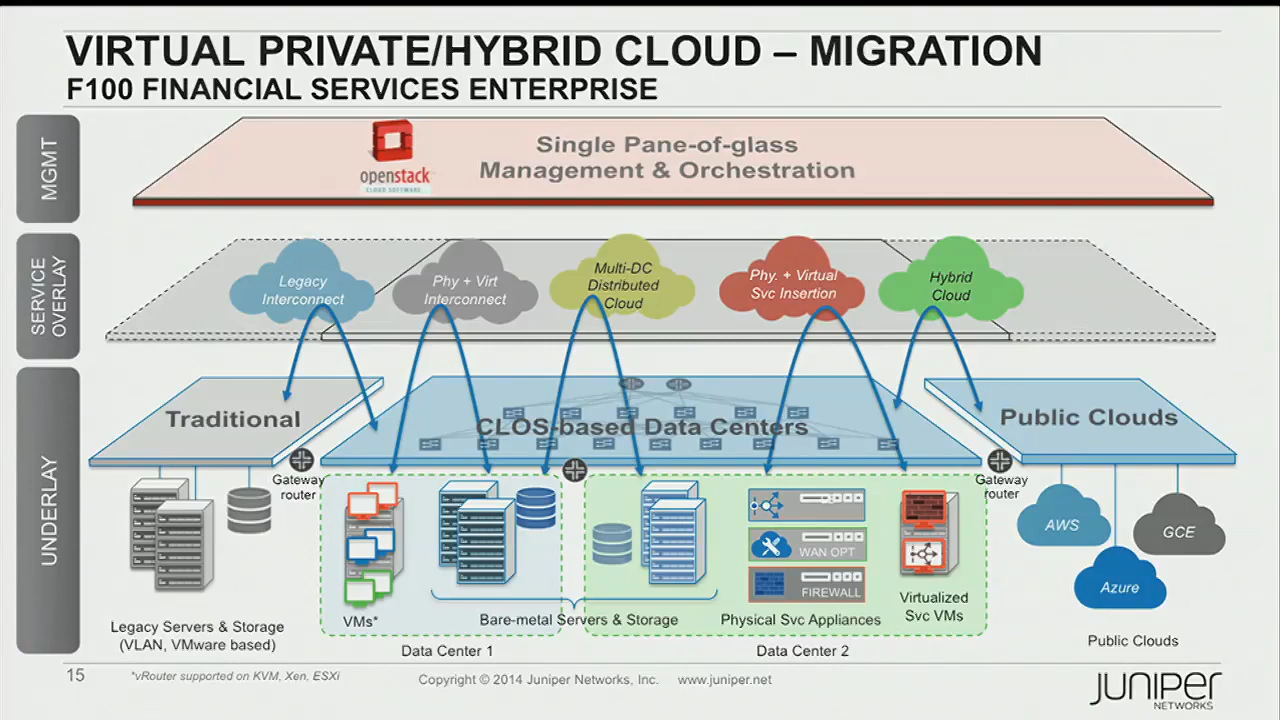 VIRTUAL PRIVATE/HYBRID CLOUD – MIGRATION
F100 FINANCIAL SERVICES ENTERPRISE
MGMT
openstack
CLOUD SOFTWARE
Single Pane-of-glass
Management & Orchestration
SERVICE
OVERLAY
Legacy
Interconnect
Phy + Virt
Interconnect
Multi-DC
Distributed
Cloud
Phy. + Virtual
Svc Insertion
Hybrid
Cloud
UNDERLAY
Traditional
CLOS-based Data Centers
Public Clouds
Gateway
router
Gateway
router
AWS
GCE
Azure
WAN OPT
FIREWALL
VMs*
Bare-metal Servers & Storage
Physical Svc Appliances
Virtualized
Svc VMs
Legacy Servers & Storage
(VLAN, VMware based)
Public Clouds
Data Center 1
Data Center 2
15
*vRouter supported on KVM, Xen, ESXi
Copyright © 2014 Juniper Networks, Inc. www.juniper.net
JUNIPER
NETWORKS